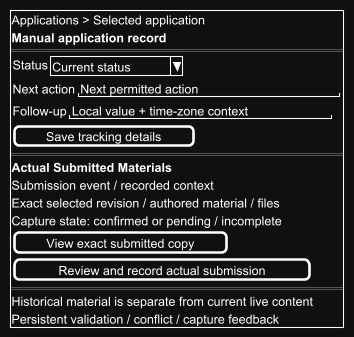 Applications > Selected application
Manual application record
Status Current status
Next action Next permitted action
Follow-up Local value + time-zone context
Save tracking details
Actual Submitted Materials
Submission event / recorded context
Exact selected revision / authored material / files
Capture state: confirmed or pending / incomplete
View exact submitted copy
Review and record actual submission
Historical material is separate from current live content
Persistent validation / conflict / capture feedback